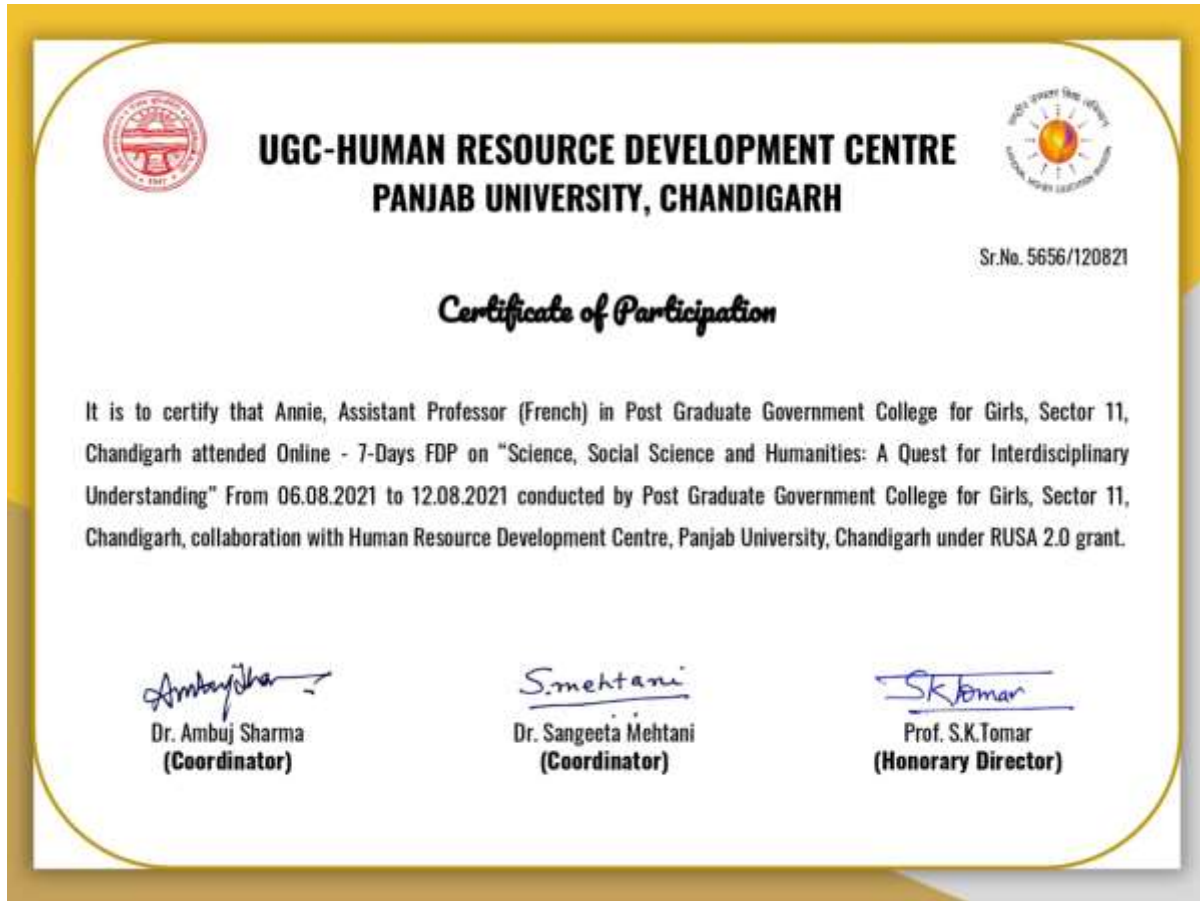 UGC-HUMAN RESOURCE DEVELOPMENT CENTRE
PANJAB UNIVERSITY, CHANDIGARH
1947
Sr.No. 5656/120821
Certificate of Participation
It is to certify that Annie, Assistant Professor (French) in Post Graduate Government College for Girls, Sector 11,
Chandigarh attended Online - 7-Days FDP on “Science, Social Science and Humanities: A Quest for Interdisciplinary
Understanding” From 06.08.2021 to 12.08.2021 conducted by Post Graduate Government College for Girls, Sector 11,
Chandigarh, collaboration with Human Resource Development Centre, Panjab University, Chandigarh under RUSA 2.0 grant.
S.mehtani
SKTomar
Dr. Ambuj Sharma
Dr. Sangeeta Mehtani
Prof. S.K.Tomar
(Coordinator)
(Coordinator)
(Honorary Director)